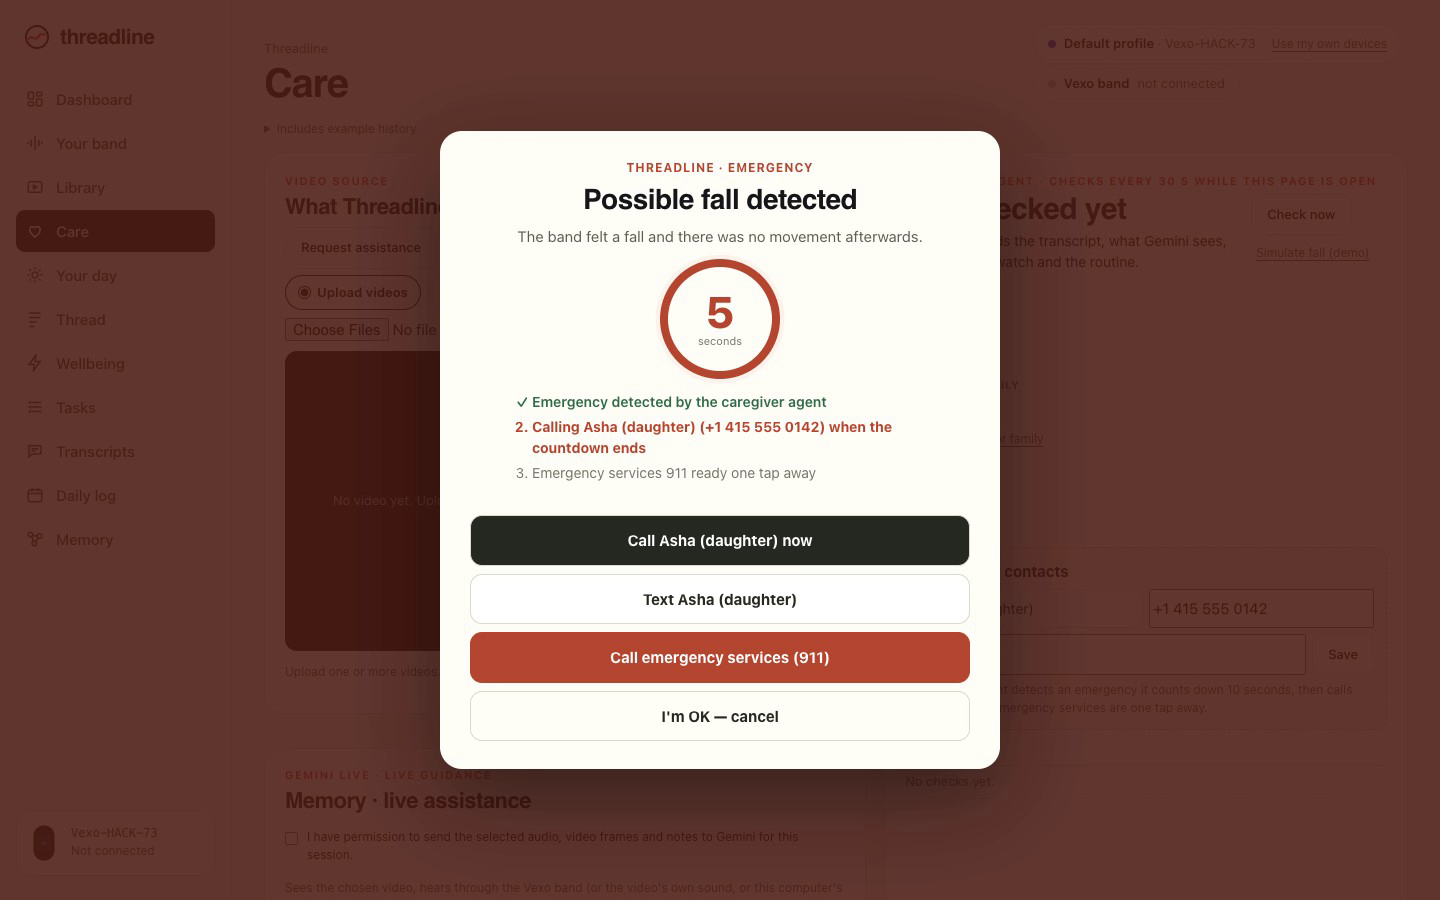 threadline
Dashboard
Your band
Library
Care
Your day
Thread
Wellbeing
Tasks
Transcripts
Daily log
Memory
Vexo-HACK-73
Not connected
Threadline
Care
Includes example history
Default profile · Vexo-HACK-73 Use my own devices
Vexo band not connected
VIDEO SOURCE
What Threadline
Request assistance
Upload videos
Choose Files No file
No video yet.
Upload one or more videos
THREADLINE · EMERGENCY
Possible fall detected
The band felt a fall and there was no movement afterwards.
5
seconds
✓ Emergency detected by the caregiver agent
2. Calling Asha (daughter) (+1 415 555 0142) when the
countdown ends
3. Emergency services 911 ready one tap away
Call Asha (daughter) now
Text Asha (daughter)
Call emergency services (911)
I'm OK — cancel
· CHECKS EVERY 30 S WHILE THIS PAGE IS OPEN
yet
Check now
the transcript, what Gemini sees,
and the routine.
Simulate fall (demo)
family
contacts
+1 415 555 0142
Save
detects an emergency it counts down 10 seconds, then calls
services are one tap away.
No checks yet.
GEMINI LIVE · LIVE GUIDANCE
Memory · live assistance
I have permission to send the selected audio, video frames and notes to Gemini for this
session.
Sees the chosen video, hears through the Vexo band (or the video's own sound, or this computer's